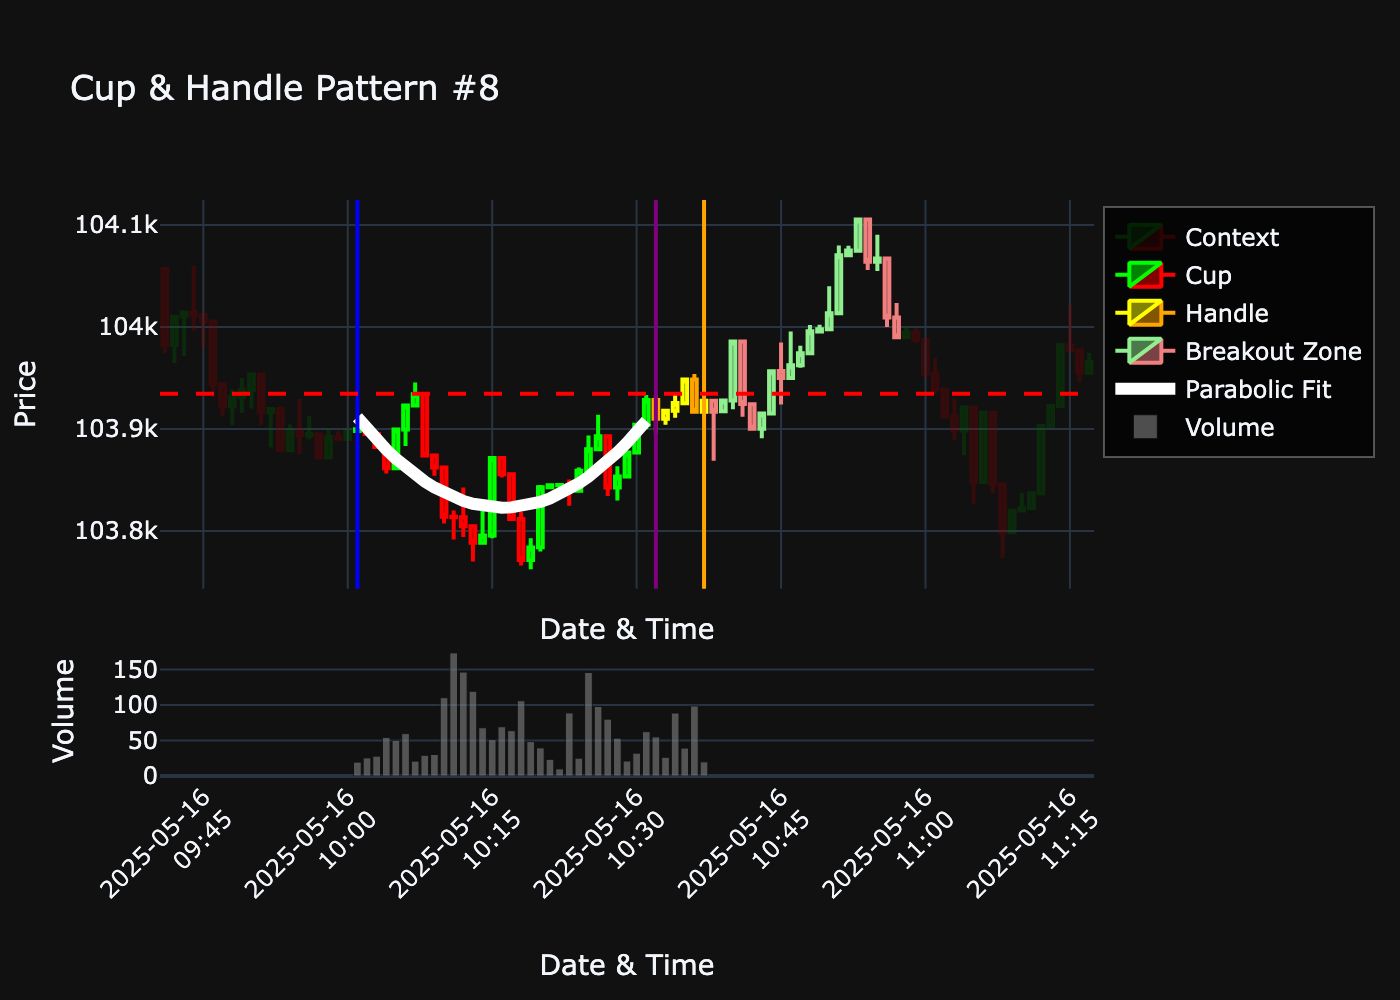 Cup & Handle Pattern #8
104.1k
104k
103.9k
103.8k
Price
Date & Time
Context
Cup
Handle
Breakout Zone
Parabolic Fit
Volume
150
100
50
0
Volume
2025-05-16
09:45
2025-05-16
10:00
2025-05-16
10:15
2025-05-16
10:30
2025-05-16
10:45
2025-05-16
11:00
2025-05-16
11:15
Date & Time